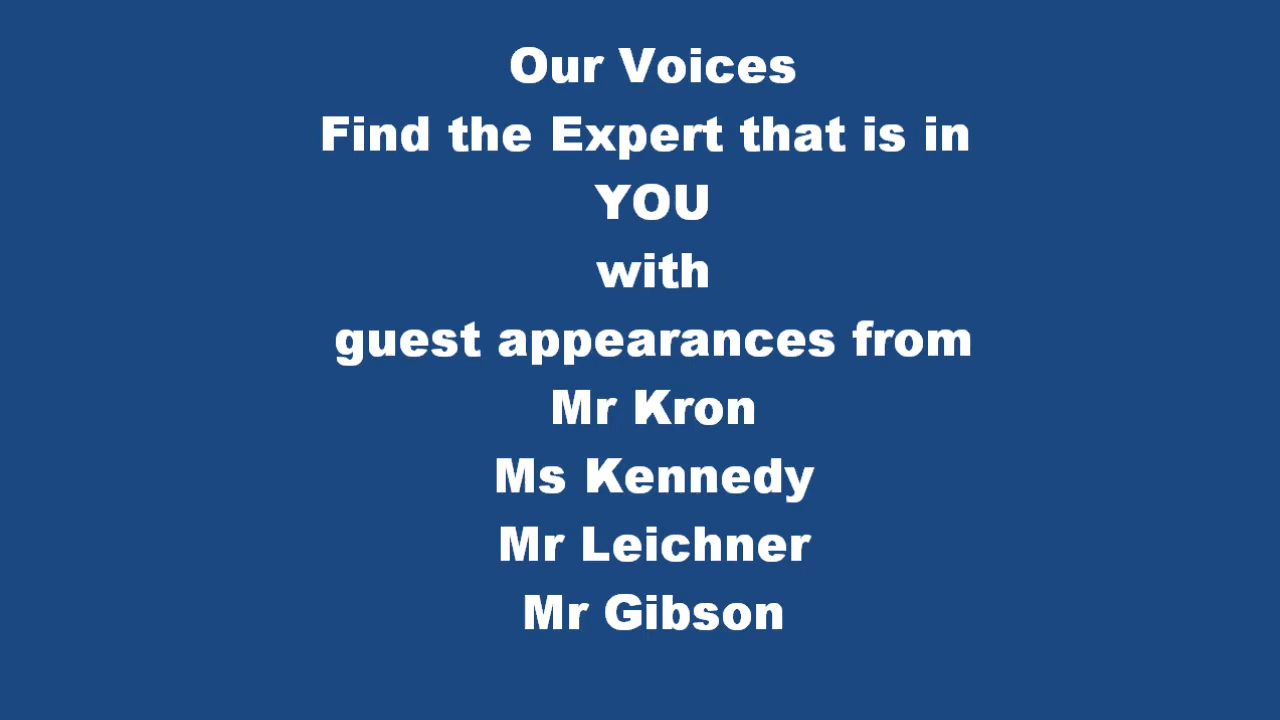 Our Voices
Find the Expert that is in
YOU
with
guest appearances from
Mr Kron
Ms Kennedy
Mr Leichner
Mr Gibson